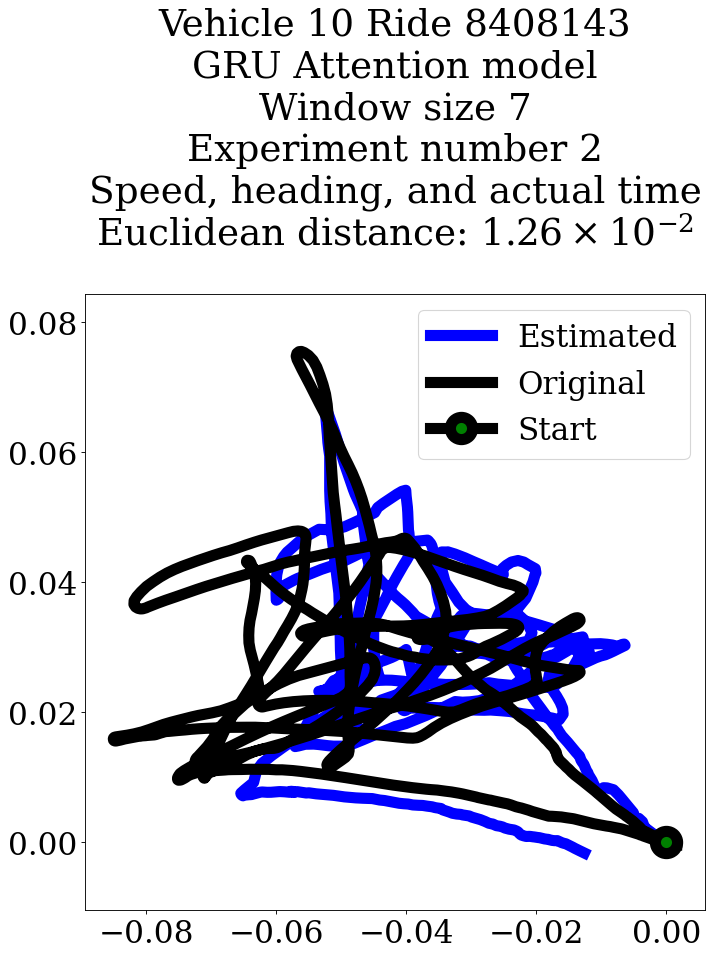 Vehicle 10 Ride 8408143
GRU Attention model
Window size 7
Experiment number 2
Speed, heading, and actual time
Euclidean distance: 1.26 × 10⁻²
Estimated
Original
Start
0.08
0.06
0.04
0.02
0.00
−0.08 −0.06 −0.04 −0.02 0.00